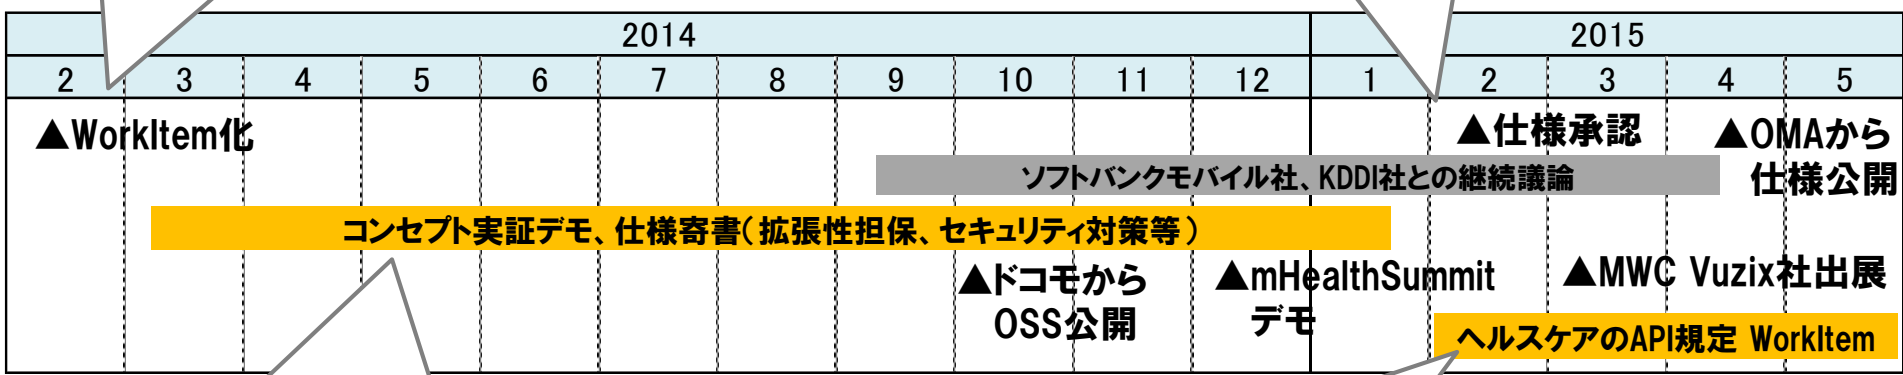 2014 2015
2 3 4 5 6 7 8 9 10 11 12 1 2 3 4 5
▲WorkItem化
▲仕様承認
▲OMAから
仕様公開
ソフトバンクモバイル社、KDDI社との継続議論
コンセプト実証デモ、仕様寄書(拡張性担保、セキュリティ対策等)
▲ドコモから
OSS公開
▲mHealthSummit
デモ
▲MWC Vuzix社出展
ヘルスケアのAPI規定 WorkItem